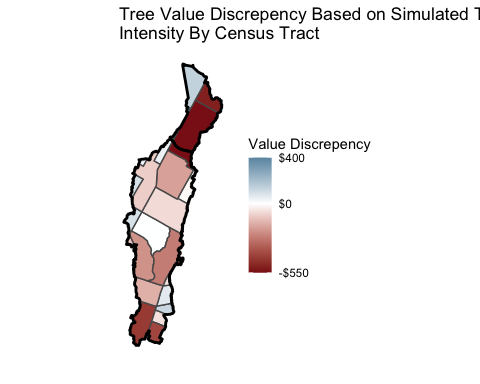 Tree Value Discrepency Based on Simulated T
Intensity By Census Tract
Value Discrepency
$400
$0
-$550